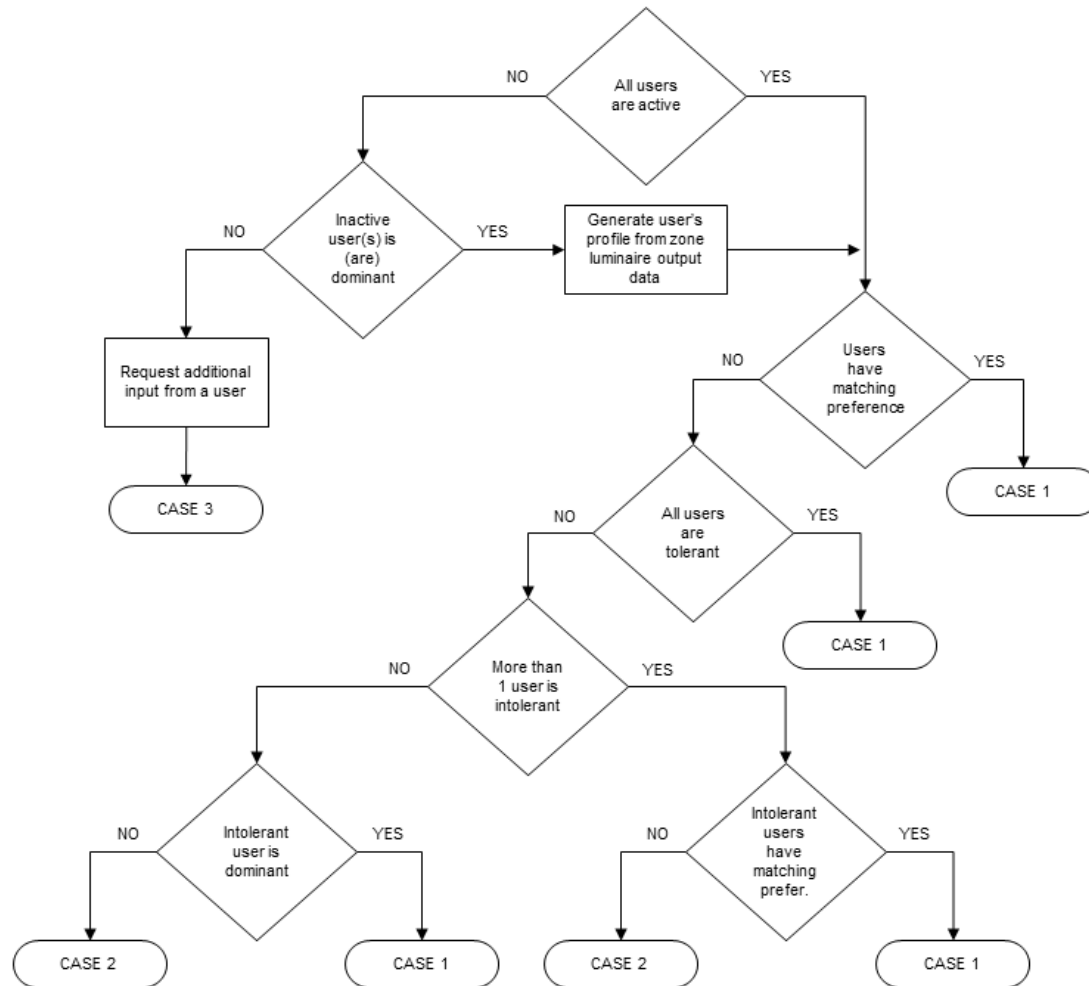 All users
are active
NO
YES
Inactive
user(s) is
(are)
dominant
NO
YES
Generate user's
profile from zone
luminaire output
data
Request additional
input from a user
CASE 3
Users
have
matching
preference
NO
YES
CASE 1
All users
are
tolerant
NO
YES
CASE 1
More than
1 user is
intolerant
NO
YES
Intolerant
user is
dominant
NO
YES
CASE 2
CASE 1
Intolerant
users
have
matching
prefer.
NO
YES
CASE 2
CASE 1